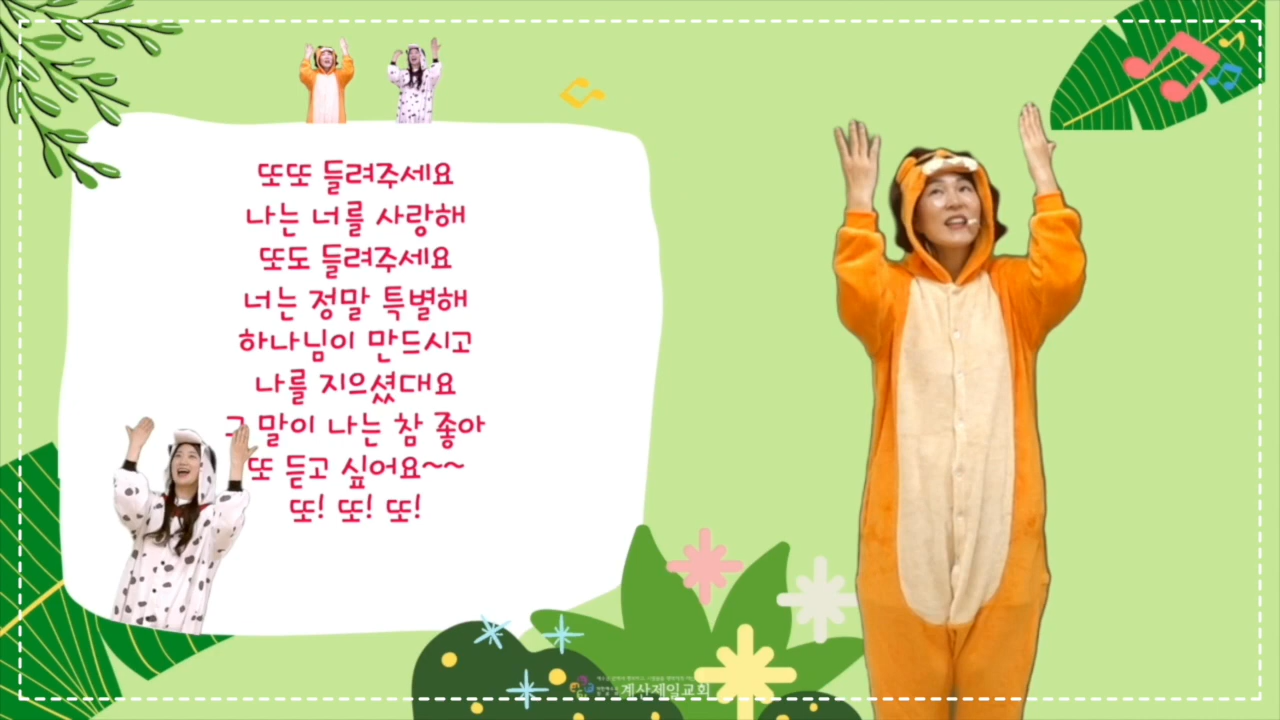 또또 들려주세요
나는 너를 사랑해
또도 들려주세요
너는 정말 특별해
하나님이 만드시고
나를 지으셨대요
그 말이 나는 참 좋아
또 듣고 싶어요~~
또! 또! 또!
계산제일교회